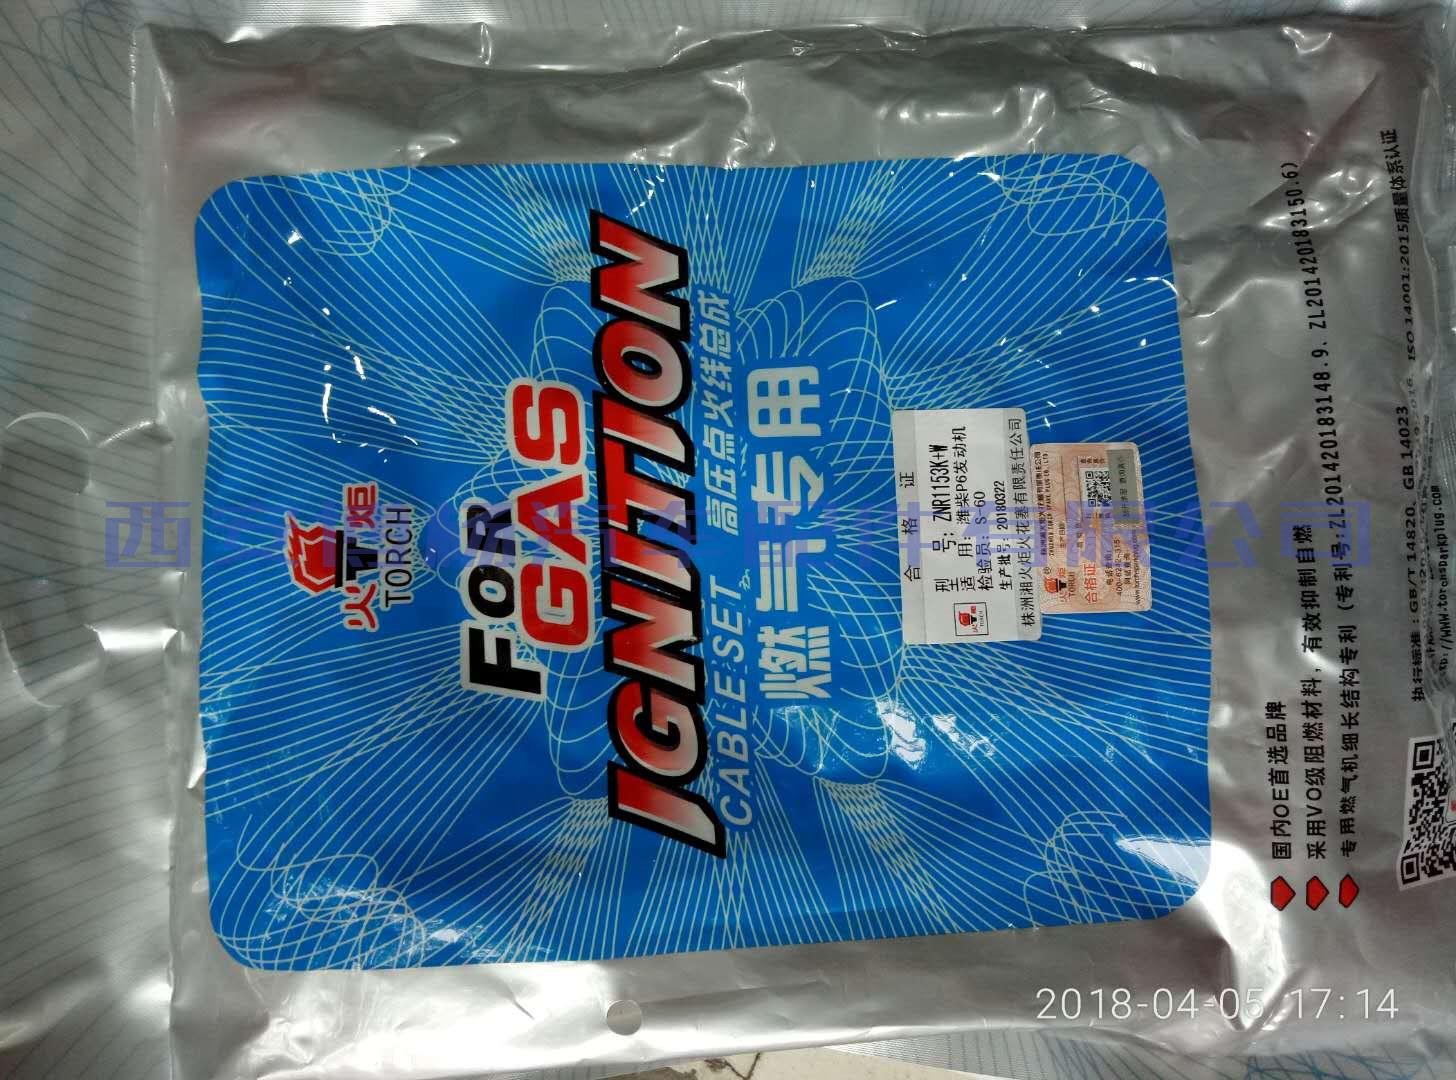 火炬
TORCH
FOR
GAS
IGNITION
CABLE SET 高压点火线总成
燃气专用
合格证
型号: ZNR1153K+W
适用: 潍柴P6发动机
检验员: S-60
生产批号: 20180322
株洲湘火炬火花塞有限责任公司
合格证
国内OE首选品牌
采用VO级阻燃材料，有效抑制自燃
专用燃气机细长结构专利 (专利号:ZL201420183148.9. ZL201420183150.6)
执行标准: GB/T 14820、GB 14023
ISO 14001:2015质量体系认证
2018-04-05 17:14